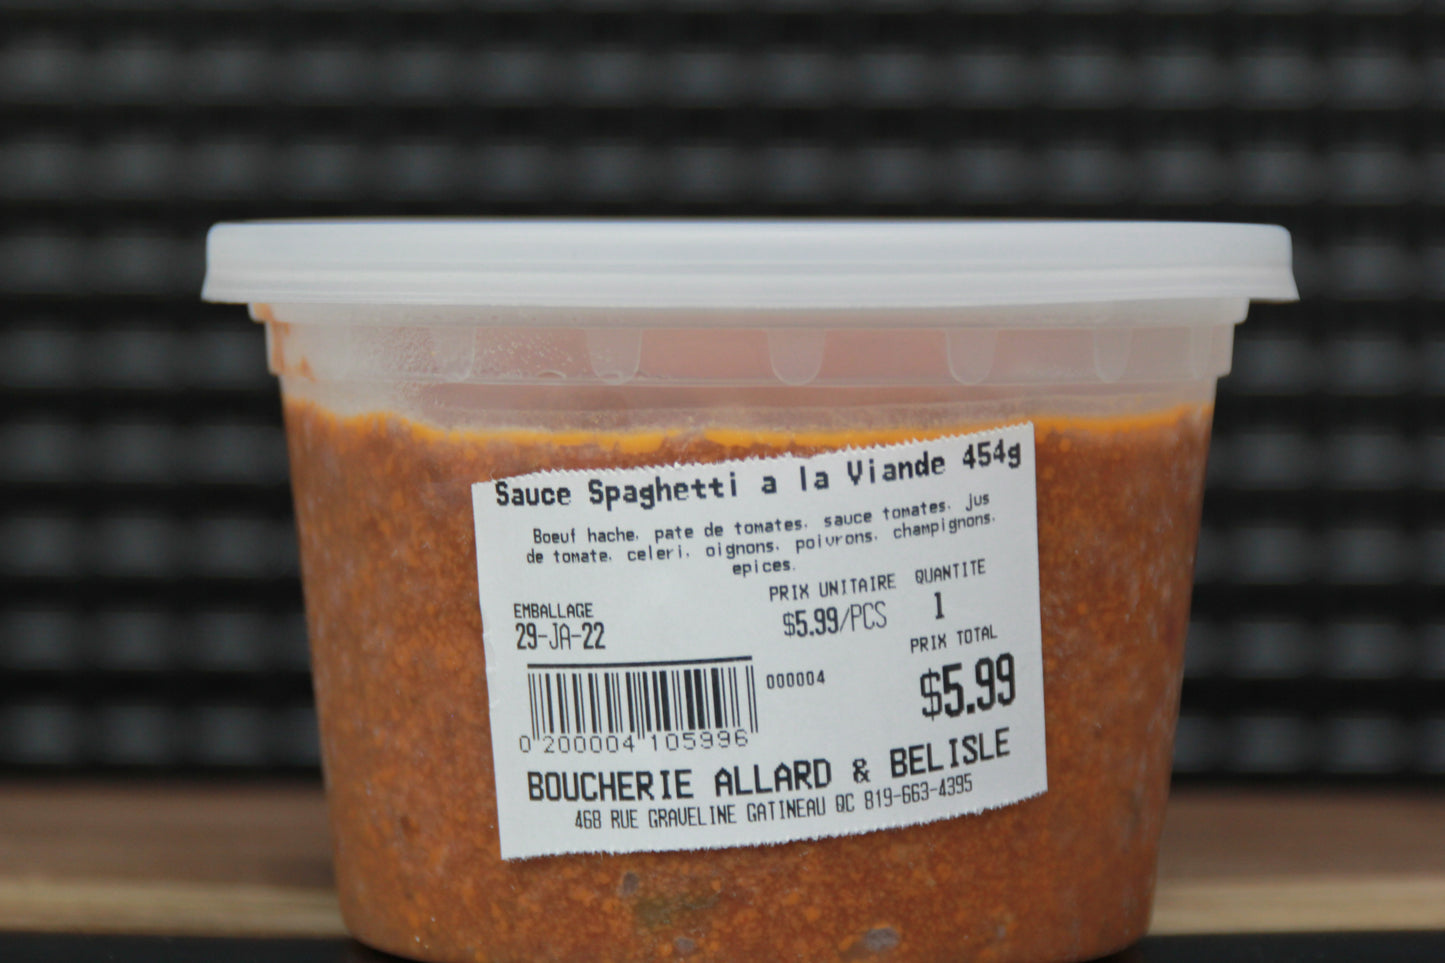 Sauce Spaghetti a la Viande 454g
Boeuf hache, pate de tomates, sauce tomates, jus
de tomate, celeri, oignons, poivrons, champignons,
epices.
PRIX UNITAIRE QUANTITE
$5.99/PCS 1
EMBALLAGE
29-JA-22
PRIX TOTAL
$5.99
000004
0 200004 105996
BOUCHERIE ALLARD & BELISLE
468 RUE GRAVELINE GATINEAU QC 819-663-4395